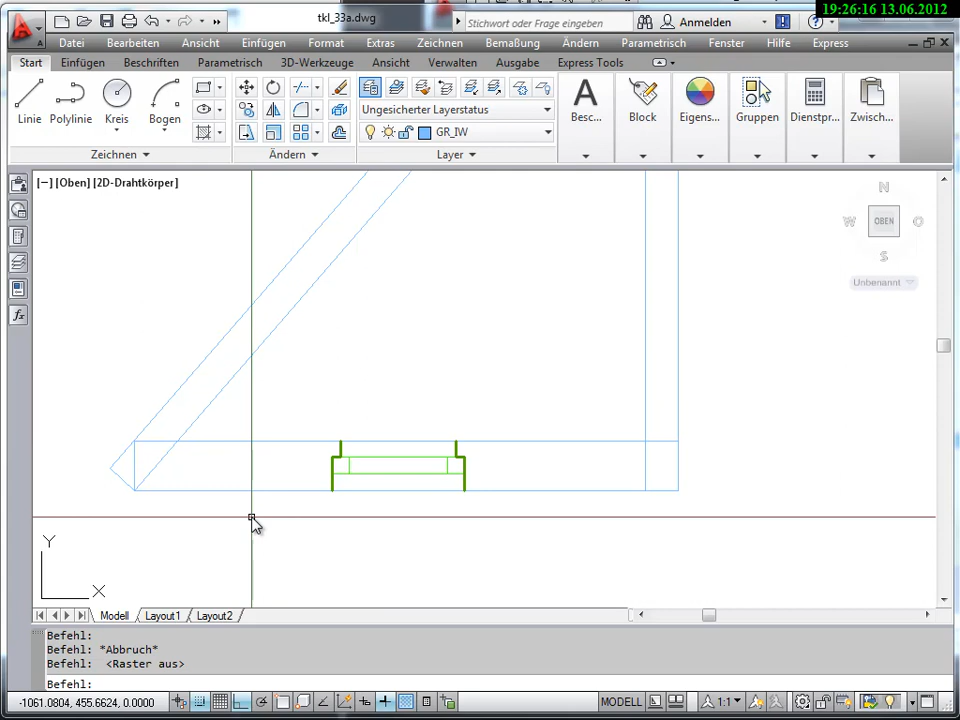 19:26:16 13.06.2012
tkl_33a.dwg
Stichwort oder Frage eingeben
Anmelden
Datei Bearbeiten Ansicht Einfügen Format Extras Zeichnen Bemaßung Ändern Parametrisch Fenster Hilfe Express
Start Einfügen Beschriften Parametrisch 3D-Werkzeuge Ansicht Verwalten Ausgabe Express Tools
Ungesicherter Layerstatus
Linie Polylinie Kreis Bogen
Besc... Block Eigens... Gruppen Dienstpr... Zwisch...
GR_IW
Zeichnen Ändern Layer
[−] [Oben] [2D-Drahtkörper]
N
W OBEN O
S
Unbenannt
Y
X
Modell Layout1 Layout2
Befehl:
Befehl: *Abbruch*
Befehl: <Raster aus>
Befehl:
-1061.0804, 455.6624, 0.0000
MODELL
1:1